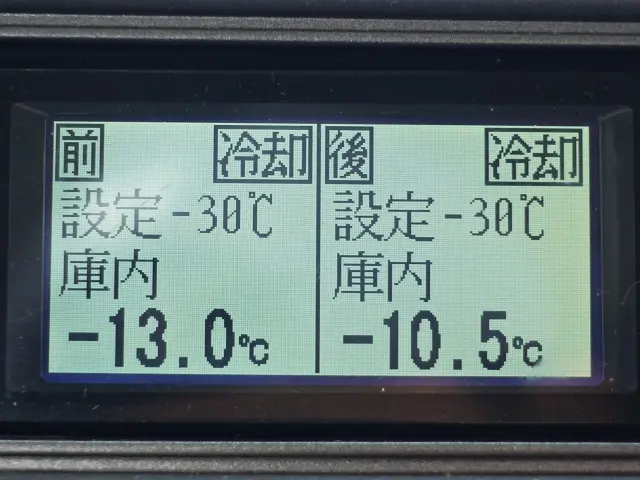 前 冷却
設定 -30℃
庫内
-13.0℃
後 冷却
設定 -30℃
庫内
-10.5℃